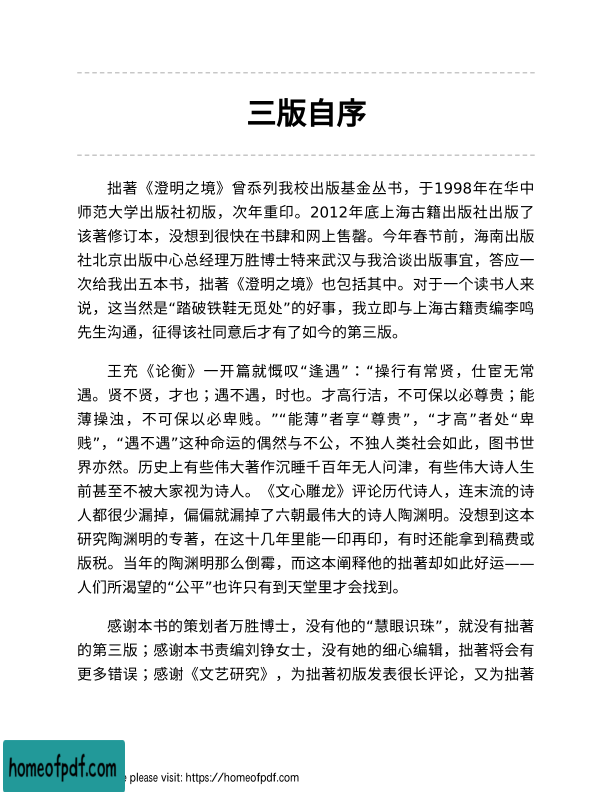 三版自序
拙著《澄明之境》曾忝列我校出版基金丛书，于1998年在华中
师范大学出版社初版，次年重印。2012年底上海古籍出版社出版了
该著修订本，没想到很快在书肆和网上售罄。今年春节前，海南出版
社北京出版中心总经理万胜博士特来武汉与我洽谈出版事宜，答应一
次给我出五本书，拙著《澄明之境》也包括其中。对于一个读书人来
说，这当然是“踏破铁鞋无觅处”的好事，我立即与上海古籍责编李鸣
先生沟通，征得该社同意后才有了如今的第三版。
王充《论衡》一开篇就慨叹“逢遇”：“操行有常贤，仕宦无常
遇。贤不贤，才也；遇不遇，时也。才高行洁，不可保以必尊贵；能
薄操浊，不可保以必卑贱。”“能薄”者享“尊贵”，“才高”者处“卑
贱”，“遇不遇”这种命运的偶然与不公，不独人类社会如此，图书世
界亦然。历史上有些伟大著作沉睡千百年无人问津，有些伟大诗人生
前甚至不被大家视为诗人。《文心雕龙》评论历代诗人，连末流的诗
人都很少漏掉，偏偏就漏掉了六朝最伟大的诗人陶渊明。没想到这本
研究陶渊明的专著，在这十几年里能一印再印，有时还能拿到稿费或
版税。当年的陶渊明那么倒霉，而这本阐释他的拙著却如此好运——
人们所渴望的“公平”也许只有到天堂里才会找到。
感谢本书的策划者万胜博士，没有他的“慧眼识珠”，就没有拙著
的第三版；感谢本书责编刘铮女士，没有她的细心编辑，拙著将会有
更多错误；感谢《文艺研究》，为拙著初版发表很长评论，又为拙著
homeofpdf.com
e please visit: https://homeofpdf.com